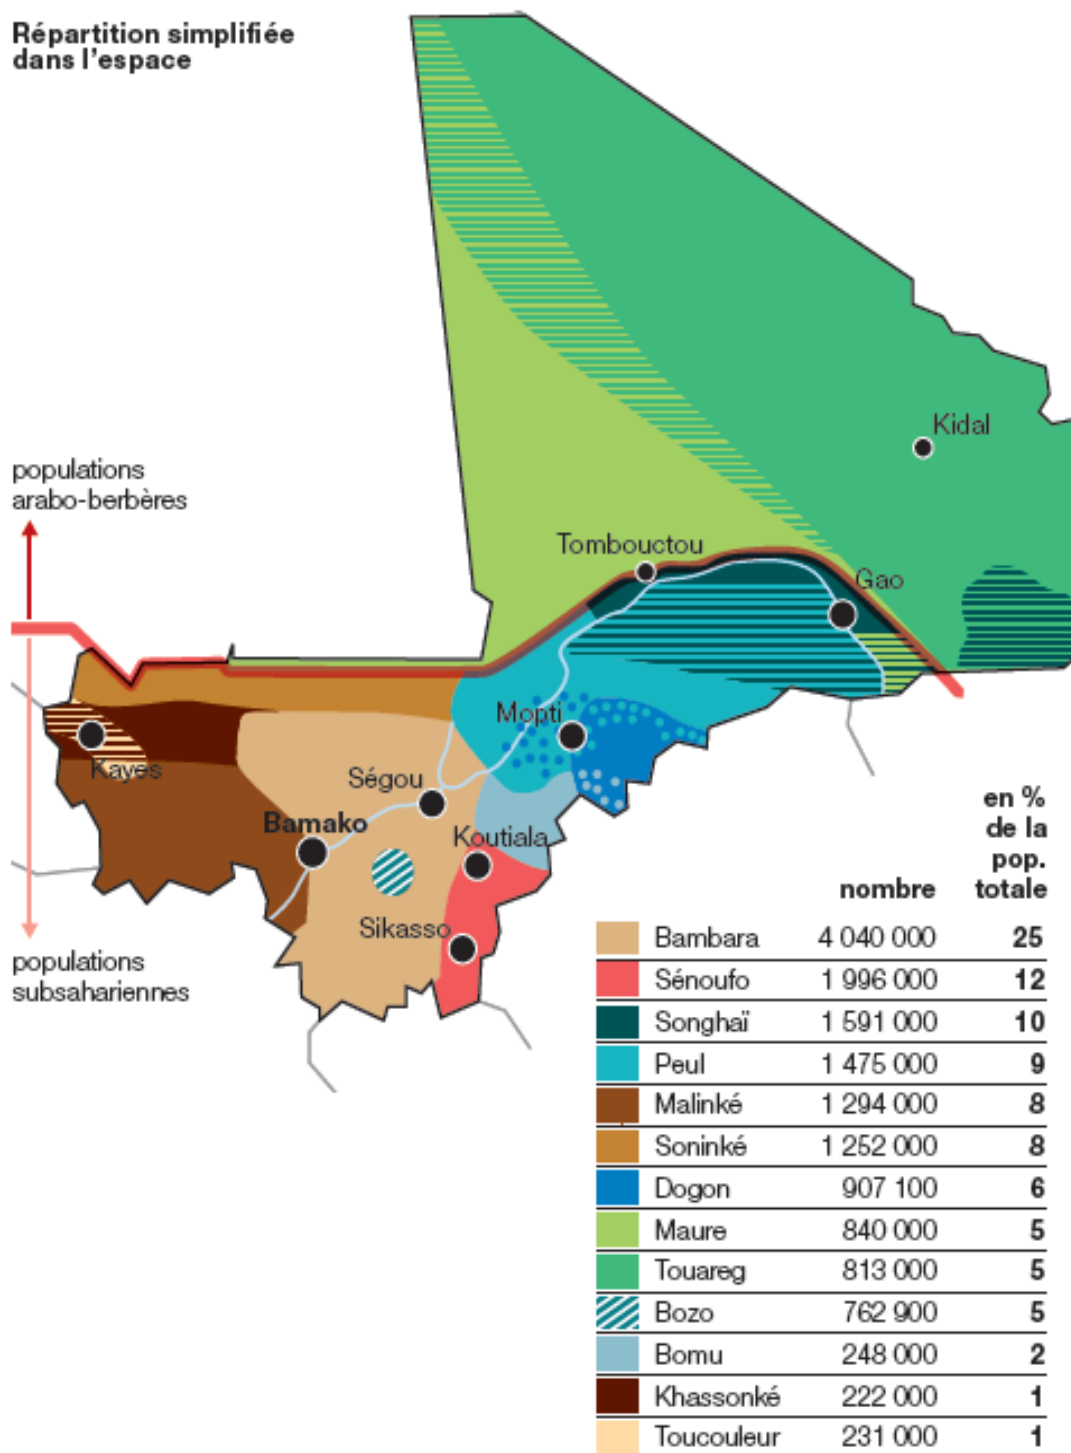 Répartition simplifiée
dans l'espace
Kidal
populations
arabo-berbères
Tombouctou
Gao
Mopti
Kayes
Ségou
Bamako
Koutiala
Sikasso
populations
subsahariennes
en %
de la
pop.
nombre totale
Bambara 4 040 000 25
Sénoufo 1 996 000 12
Songhaï 1 591 000 10
Peul 1 475 000 9
Malinké 1 294 000 8
Soninké 1 252 000 8
Dogon 907 100 6
Maure 840 000 5
Touareg 813 000 5
Bozo 762 900 5
Bomu 248 000 2
Khassonké 222 000 1
Toucouleur 231 000 1